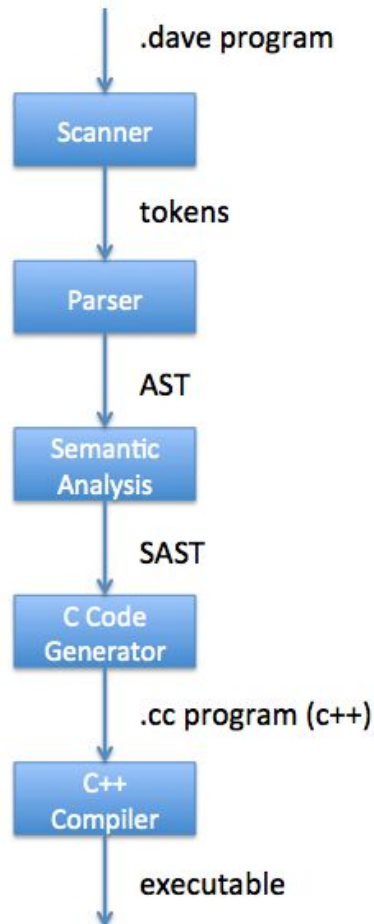 .dave program
Scanner
tokens
Parser
AST
Semantic
Analysis
SAST
C Code
Generator
.cc program (c++)
C++
Compiler
executable